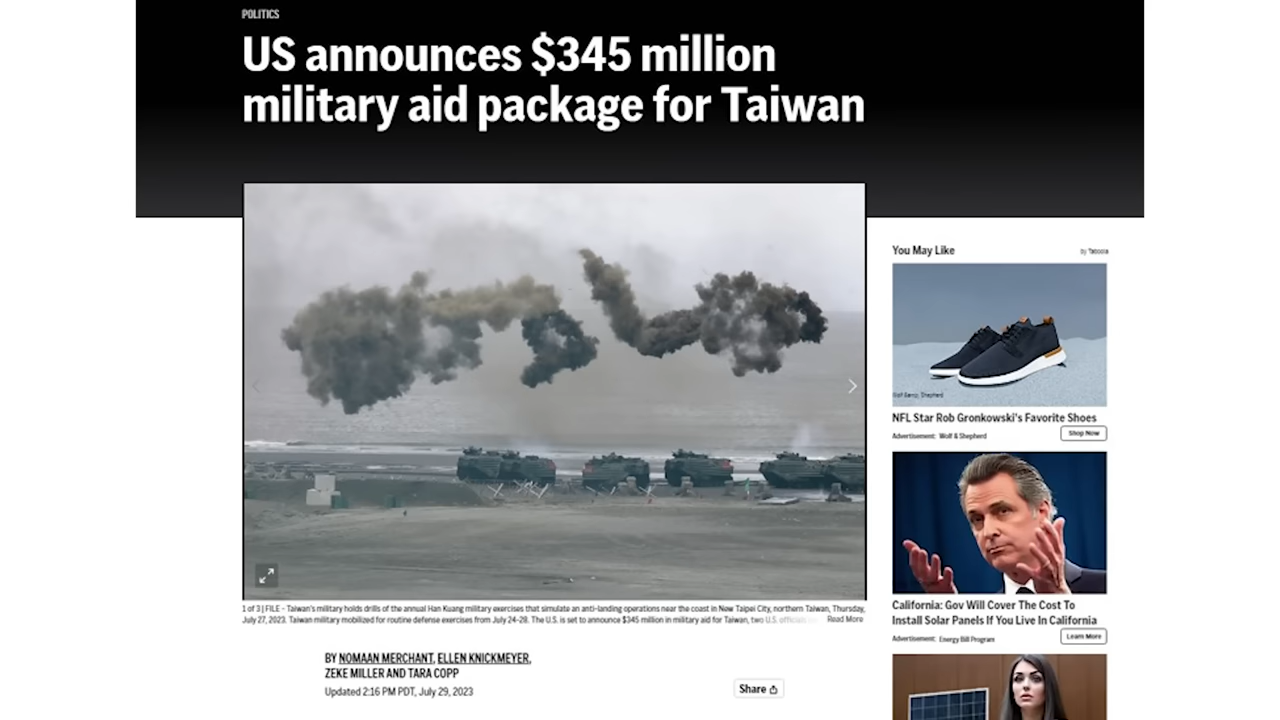 POLITICS
US announces $345 million
military aid package for Taiwan
1 of 3 | FILE - Taiwan's military holds drills of the annual Han Kuang military exercises that simulate an anti-landing operations near the coast in New Taipei City, northern Taiwan, Thursday,
July 27, 2023. Taiwan military mobilized for routine defense exercises from July 24-28. The U.S. is set to announce $345 million in military aid for Taiwan, two U.S. officials
Read More
BY NOMAAN MERCHANT, ELLEN KNICKMEYER,
ZEKE MILLER AND TARA COPP
Updated 2:16 PM PDT, July 29, 2023
Share
You May Like
by Taboola
NFL Star Rob Gronkowski's Favorite Shoes
Advertisement: Wolf & Shepherd
Shop Now
California: Gov Will Cover The Cost To
Install Solar Panels If You Live In California
Advertisement: Energy Bill Program
Learn More